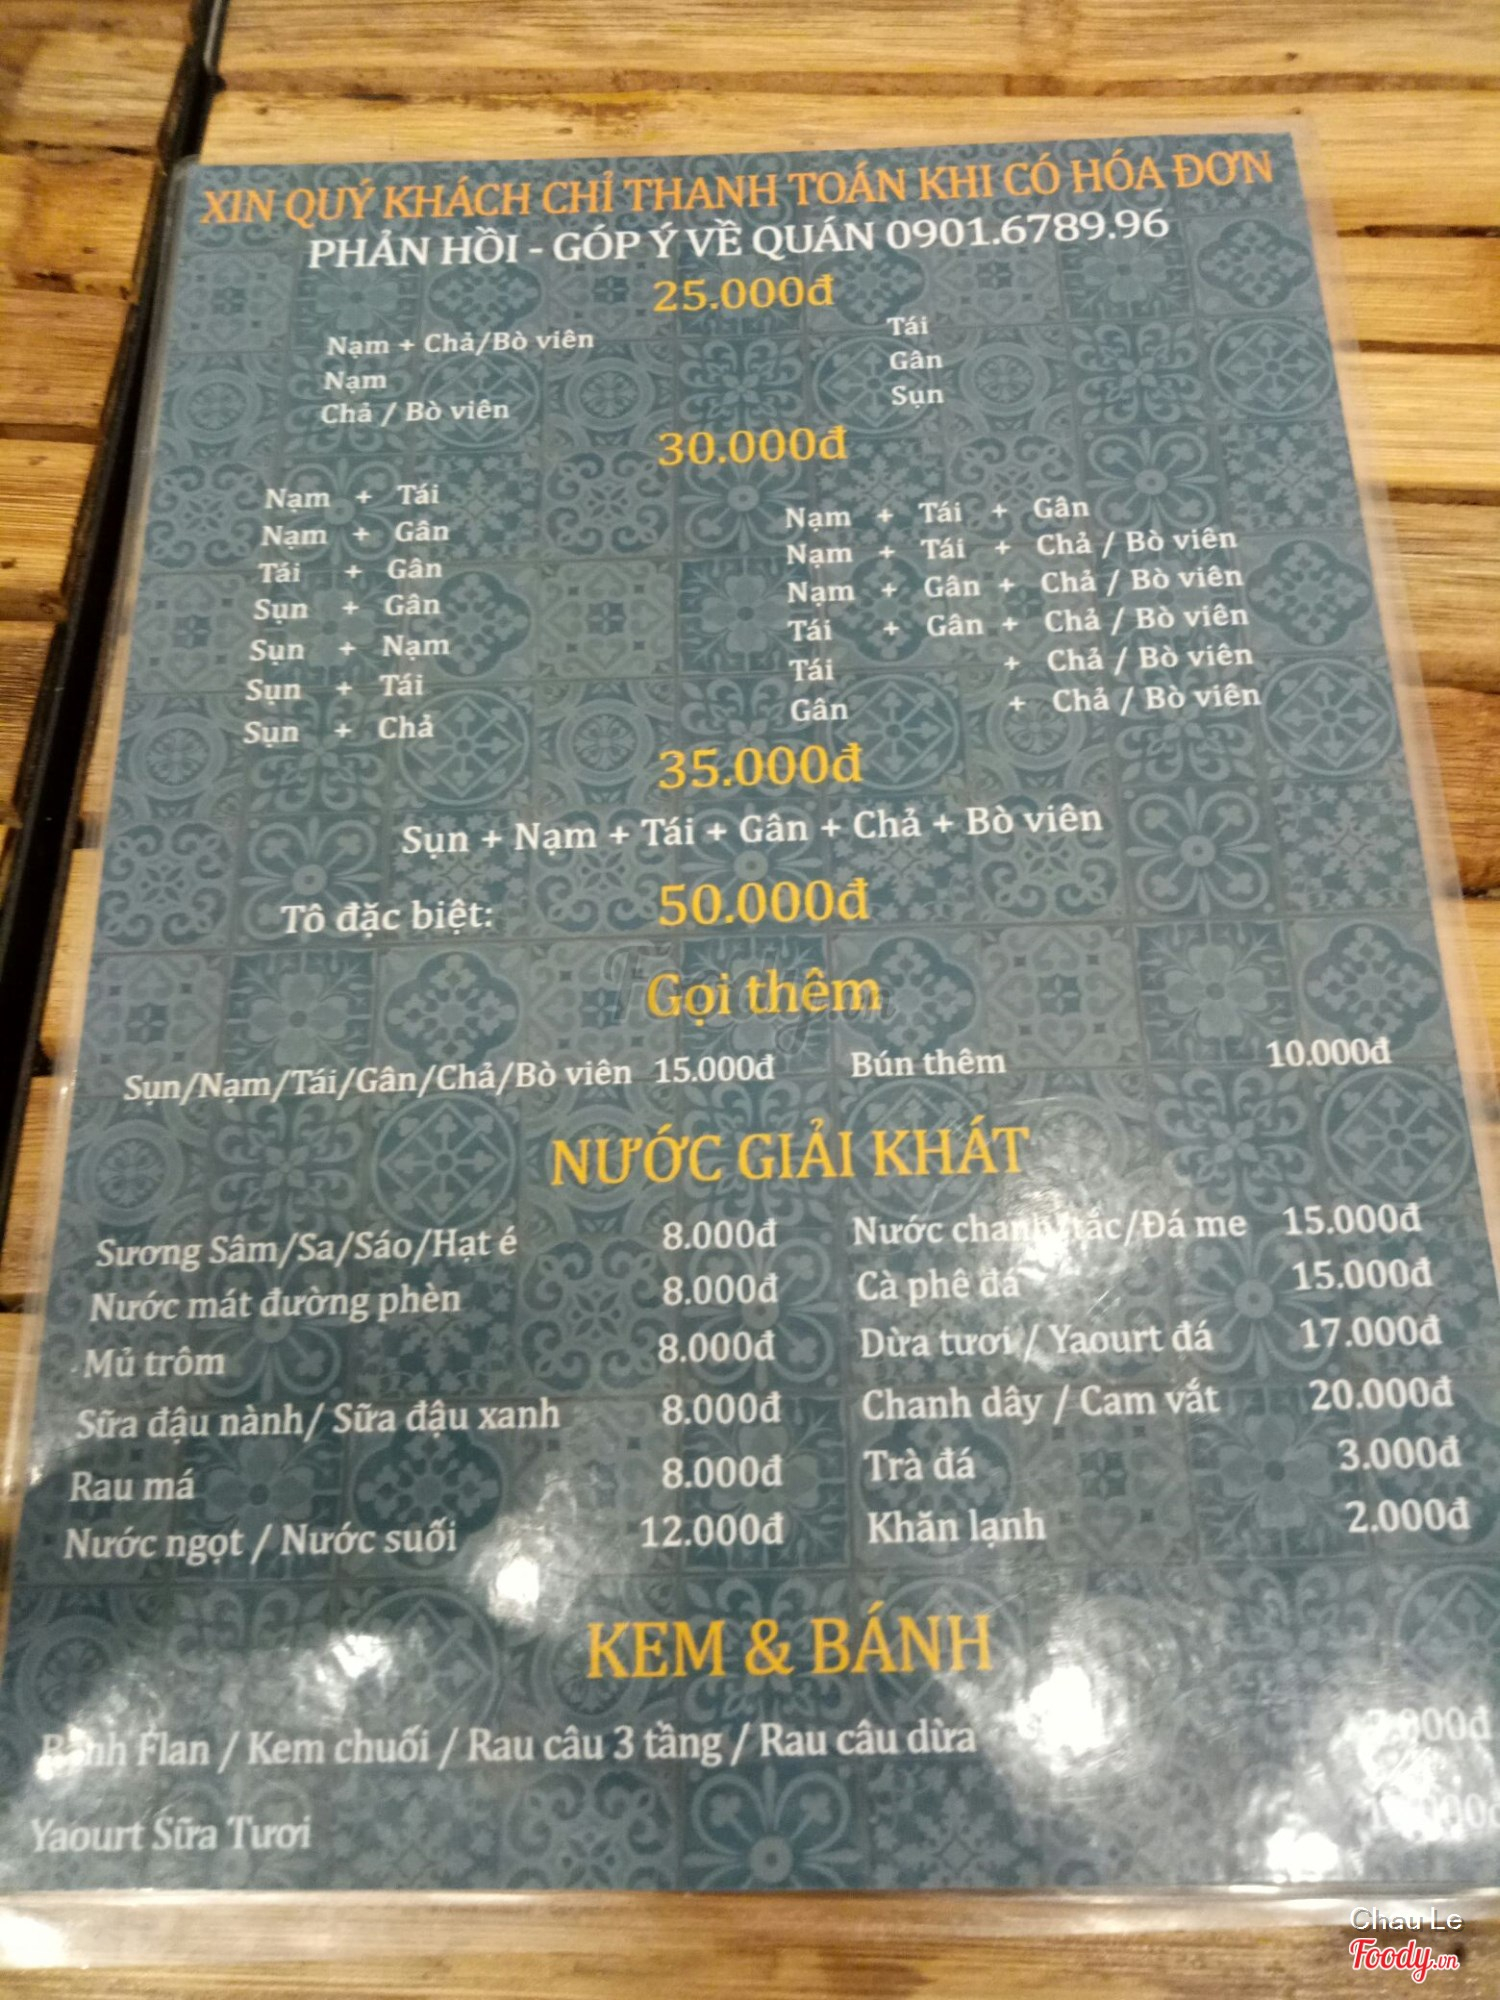 XIN QUÝ KHÁCH CHỈ THANH TOÁN KHI CÓ HÓA ĐƠN
PHẢN HỒI - GÓP Ý VỀ QUÁN 0901.6789.96
25.000đ
Nạm + Chả/Bò viên
Nạm
Chả / Bò viên
Tái
Gân
Sụn
30.000đ
Nạm + Tái
Nạm + Gân
Tái + Gân
Sụn + Gân
Sụn + Nạm
Sụn + Tái
Sụn + Chả
Nạm + Tái + Gân
Nạm + Tái + Chả / Bò viên
Nạm + Gân + Chả / Bò viên
Tái + Gân + Chả / Bò viên
Tái + Chả / Bò viên
Gân + Chả / Bò viên
35.000đ
Sụn + Nạm + Tái + Gân + Chả + Bò viên
Tô đặc biệt: 50.000đ
Gọi thêm
Sụn/Nạm/Tái/Gân/Chả/Bò viên 15.000đ
Bún thêm 10.000đ
NƯỚC GIẢI KHÁT
Sương Sâm/Sa/Sáo/Hạt é 8.000đ
Nước mát đường phèn 8.000đ
Mủ trôm 8.000đ
Sữa đậu nành/ Sữa đậu xanh 8.000đ
Rau má 8.000đ
Nước ngọt / Nước suối 12.000đ
Nước chanh/tắc/Đá me 15.000đ
Cà phê đá 15.000đ
Dừa tươi / Yaourt đá 17.000đ
Chanh dây / Cam vắt 20.000đ
Trà đá 3.000đ
Khăn lạnh 2.000đ
KEM & BÁNH
Bánh Flan / Kem chuối / Rau câu 3 tầng / Rau câu dừa
Yaourt Sữa Tươi
Chau Le
Foody.vn